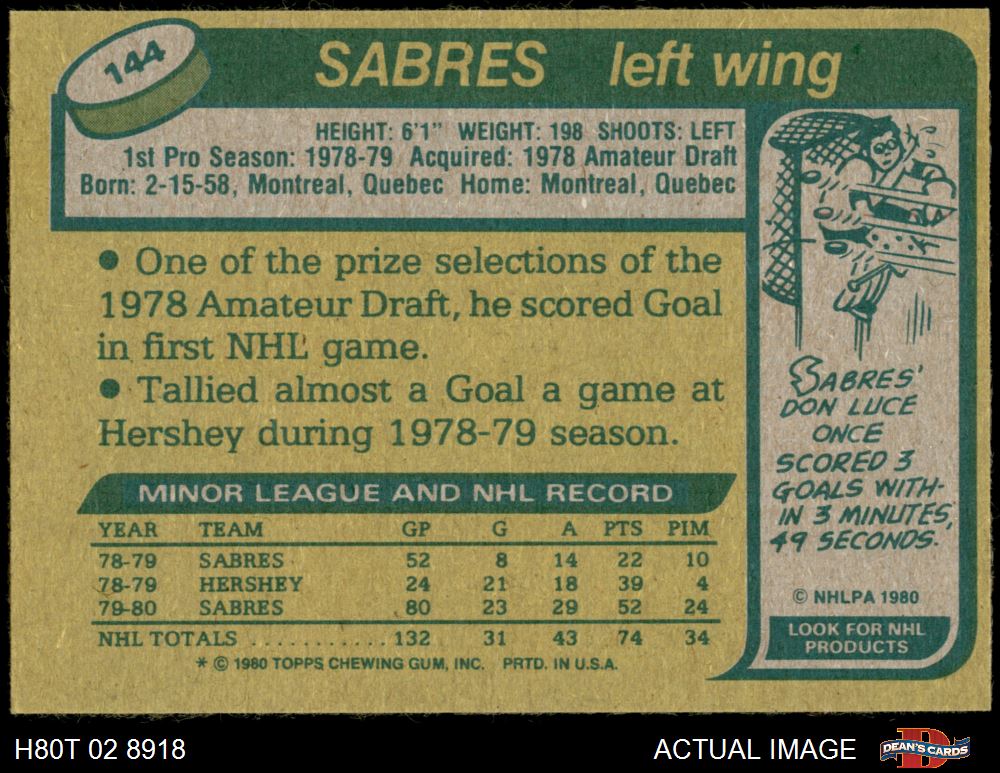 144
SABRES left wing
HEIGHT: 6'1" WEIGHT: 198 SHOOTS: LEFT
1st Pro Season: 1978-79 Acquired: 1978 Amateur Draft
Born: 2-15-58, Montreal, Quebec Home: Montreal, Quebec
• One of the prize selections of the
1978 Amateur Draft, he scored Goal
in first NHL game.
• Tallied almost a Goal a game at
Hershey during 1978-79 season.
MINOR LEAGUE AND NHL RECORD
YEAR TEAM GP G A PTS PIM
78-79 SABRES 52 8 14 22 10
78-79 HERSHEY 24 21 18 39 4
79-80 SABRES 80 23 29 52 24
NHL TOTALS ........... 132 31 43 74 34
* © 1980 TOPPS CHEWING GUM, INC. PRTD. IN U.S.A.
SABRES'
DON LUCE
ONCE
SCORED 3
GOALS WITH-
IN 3 MINUTES,
49 SECONDS.
© NHLPA 1980
LOOK FOR NHL
PRODUCTS
H80T 02 8918
ACTUAL IMAGE
DEAN'S CARDS